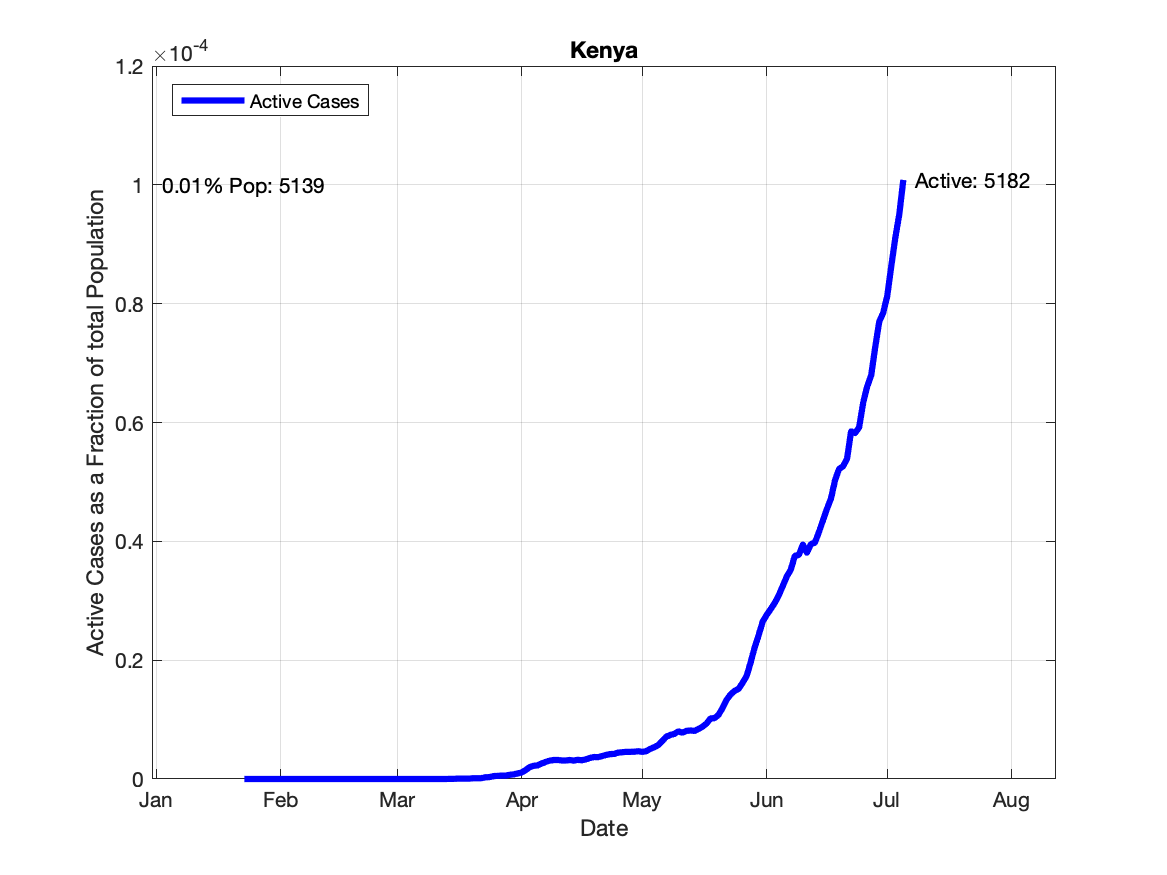 Kenya
×10-4
1.2
Active Cases
1
0.01% Pop: 5139
Active: 5182
0.8
0.6
0.4
0.2
0
Active Cases as a Fraction of total Population
Jan Feb Mar Apr May Jun Jul Aug
Date